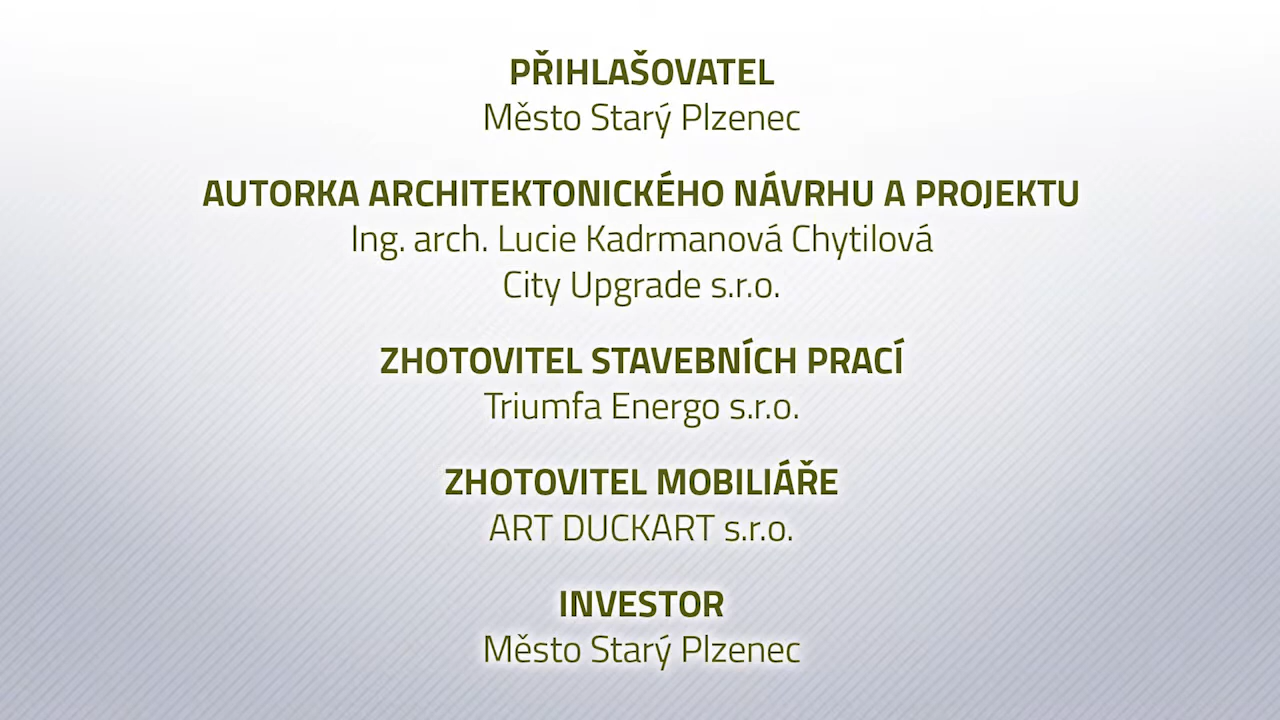 PŘIHLAŠOVATEL
Město Starý Plzenec
AUTORKA ARCHITEKTONICKÉHO NÁVRHU A PROJEKTU
Ing. arch. Lucie Kadrmanová Chytilová
City Upgrade s.r.o.
ZHOTOVITEL STAVEBNÍCH PRACÍ
Triumfa Energo s.r.o.
ZHOTOVITEL MOBILIÁŘE
ART DUCKART s.r.o.
INVESTOR
Město Starý Plzenec